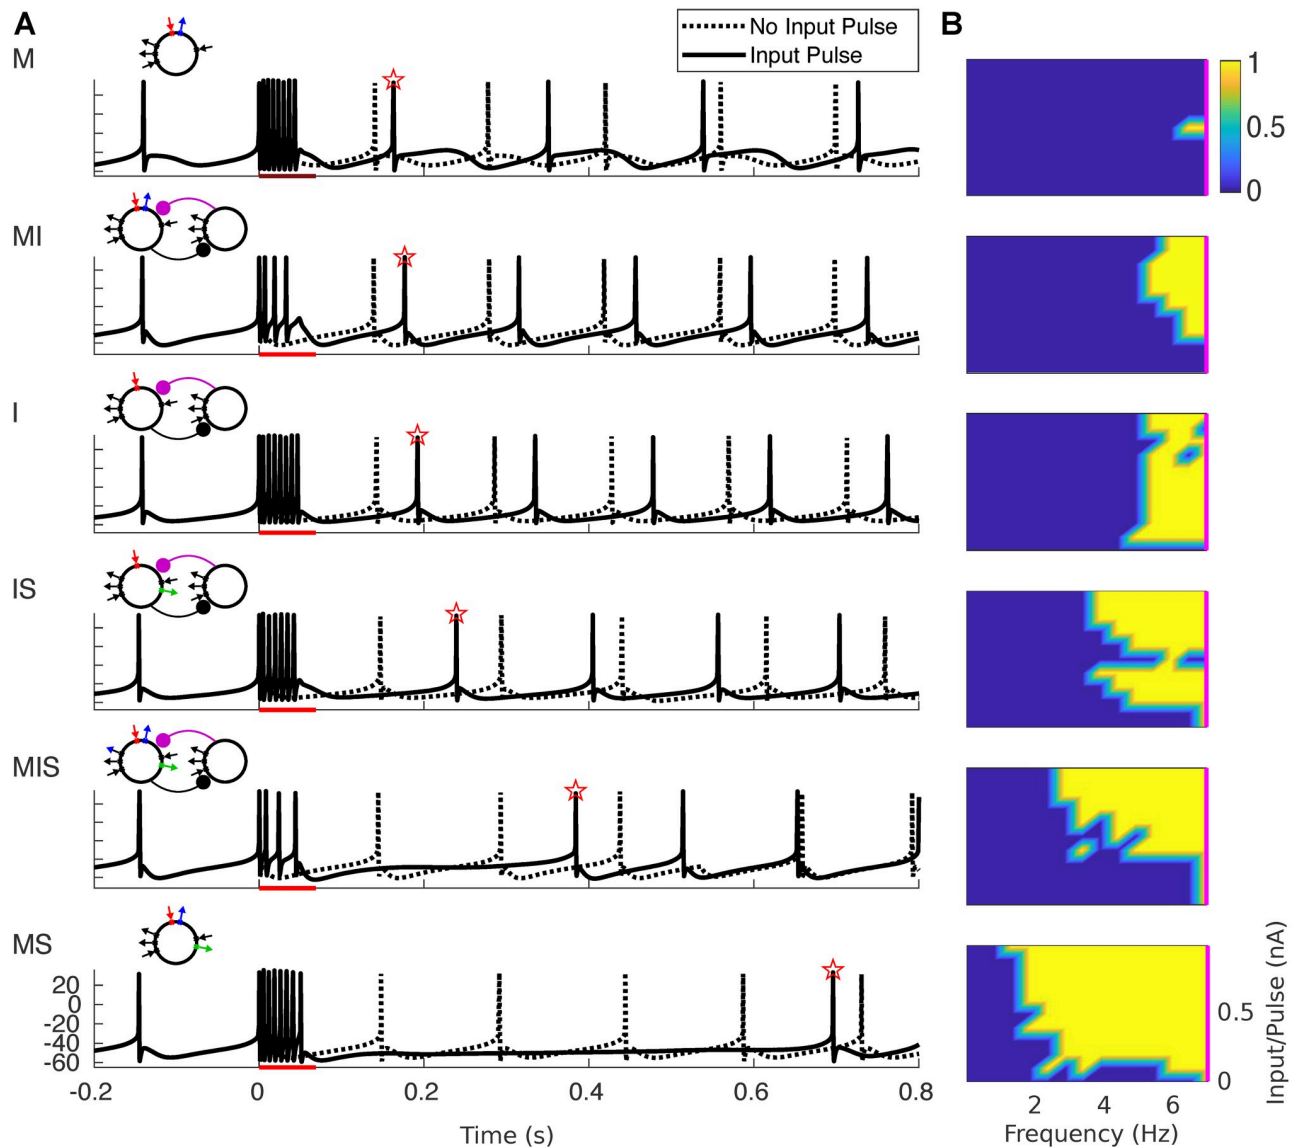 A
M
No Input Pulse
Input Pulse
B
1
0.5
0
MI
I
IS
MIS
MS
20
0
-20
-40
-60
-0.2
0
0.2
0.4
0.6
0.8
Time (s)
0.5
0
Input/Pulse (nA)
2
4
6
Frequency (Hz)